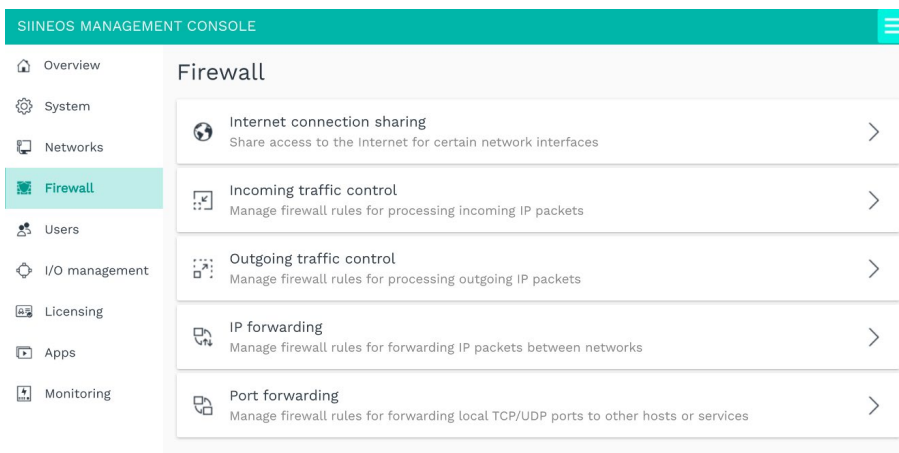 SIINEOS MANAGEMENT CONSOLE
Overview
System
Networks
Firewall
Users
I/O management
Licensing
Apps
Monitoring
Firewall
Internet connection sharing
Share access to the Internet for certain network interfaces
Incoming traffic control
Manage firewall rules for processing incoming IP packets
Outgoing traffic control
Manage firewall rules for processing outgoing IP packets
IP forwarding
Manage firewall rules for forwarding IP packets between networks
Port forwarding
Manage firewall rules for forwarding local TCP/UDP ports to other hosts or services